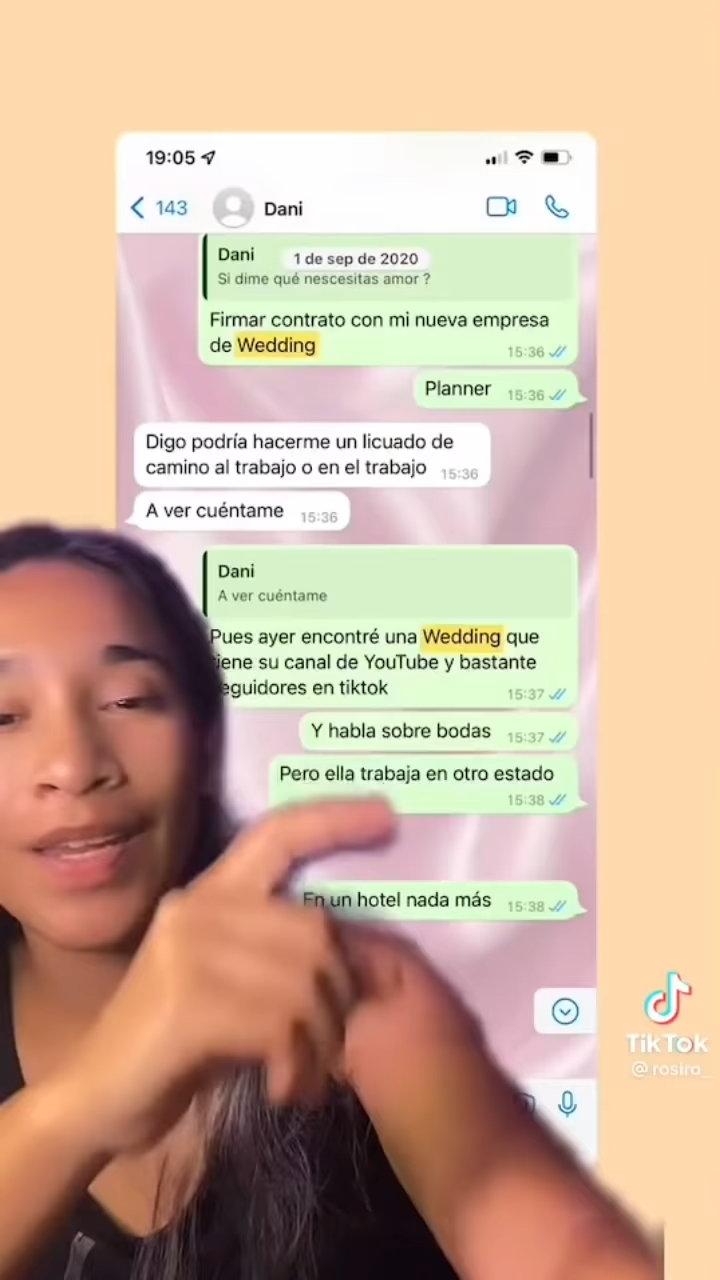 19:05
143
Dani
Dani
1 de sep de 2020
Si dime qué nescesitas amor ?
Firmar contrato con mi nueva empresa
de Wedding
15:36
Planner
15:36
Digo podría hacerme un licuado de
camino al trabajo o en el trabajo
15:36
A ver cuéntame
15:36
Dani
A ver cuéntame
Pues ayer encontré una Wedding que
iene su canal de YouTube y bastante
eguidores en tiktok
15:37
Y habla sobre bodas
15:37
Pero ella trabaja en otro estado
15:38
En un hotel nada más
15:38
TikTok
@rosiro_